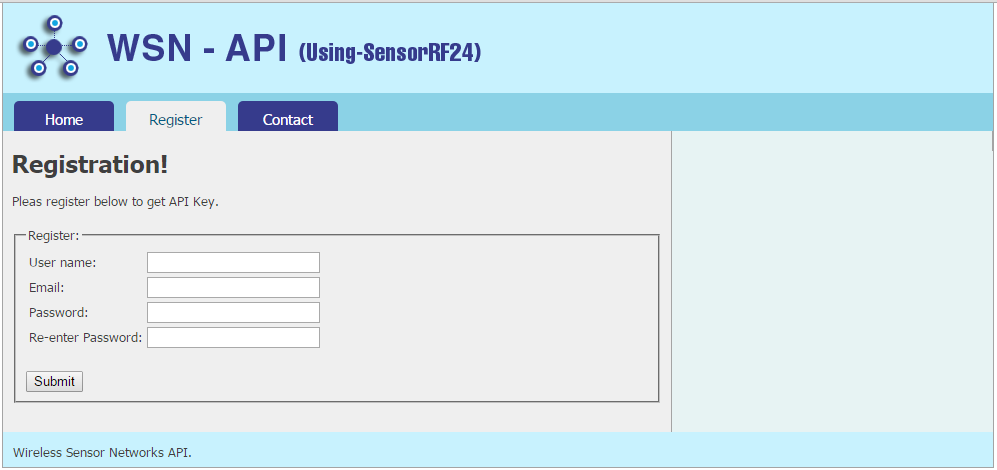 WSN - API (Using-SensorRF24)
Home Register Contact
Registration!
Pleas register below to get API Key.
Register:
User name:
Email:
Password:
Re-enter Password:
Submit
Wireless Sensor Networks API.